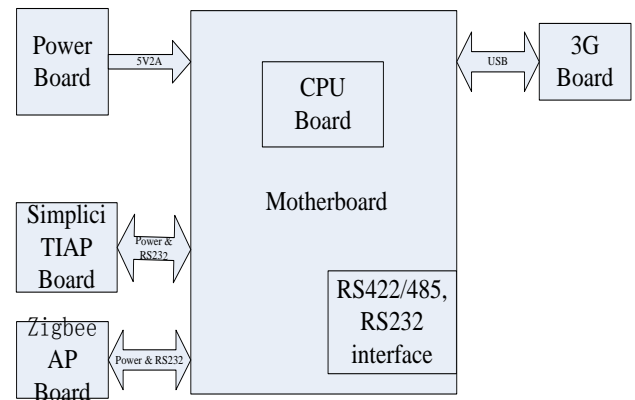 Power
Board
5V2A
CPU
Board
USB
3G
Board
Motherboard
Simplici
TIAP
Board
Power &
RS232
RS422/485,
RS232
interface
Zigbee
AP
Board
Power & RS232